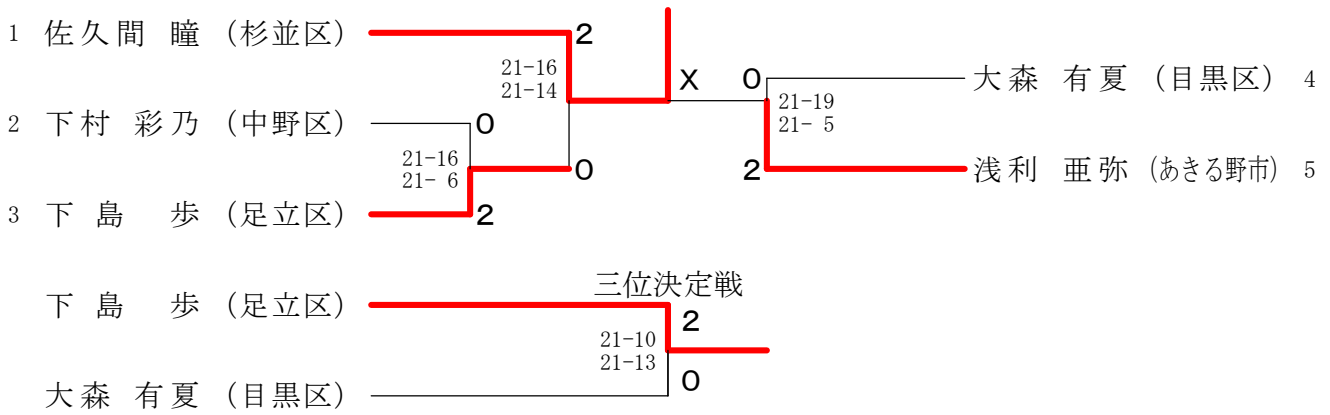 1 佐久間 瞳 (杉並区)
2
21-16
21-14
X
0
大森 有夏 (目黒区) 4
21-19
21- 5
2 下村 彩乃 (中野区)
0
21-16
21- 6
0
2
浅利 亜弥 (あきる野市) 5
3 下島 歩 (足立区)
2
三位決定戦
下島 歩 (足立区)
2
21-10
21-13
0
大森 有夏 (目黒区)